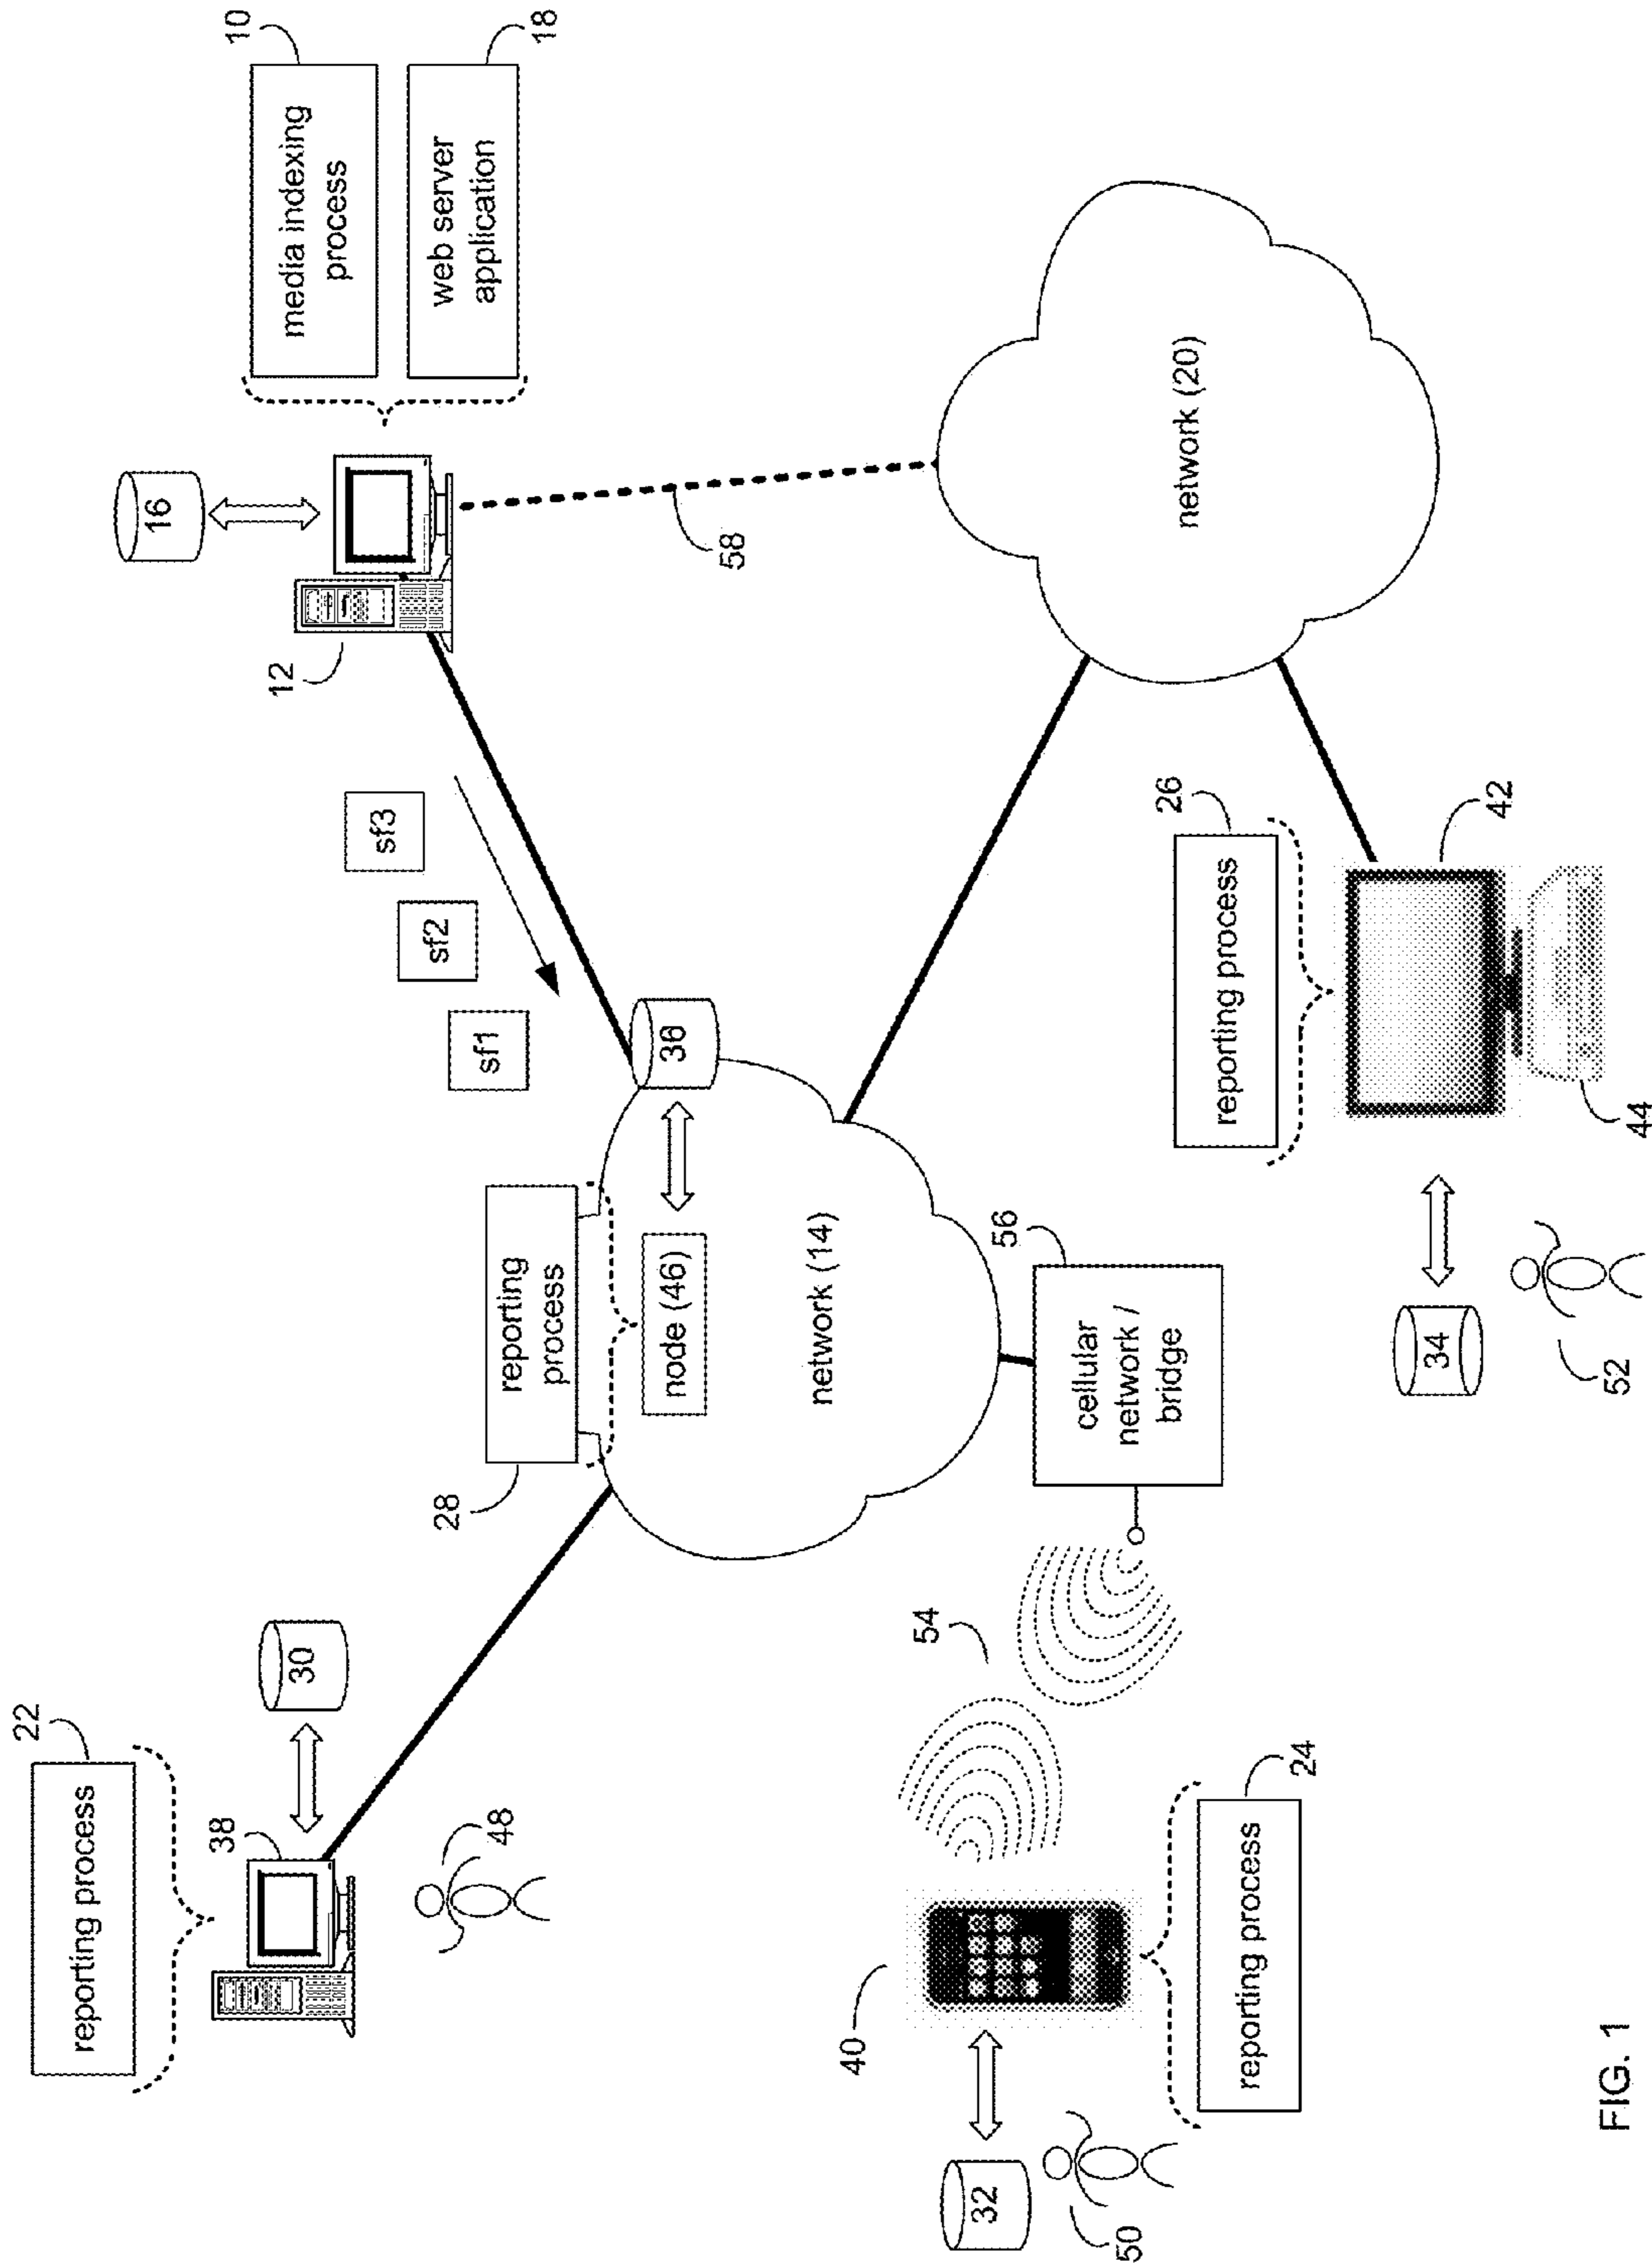 22
reporting process
38
30
48
28
reporting
process
node (46)
36
network (14)
sf1
sf2
sf3
12
16
10
media indexing
process
18
web server
application
58
network (20)
54
56
cellular
network /
bridge
40
32
50
24
reporting process
26
reporting process
42
44
34
52
FIG. 1